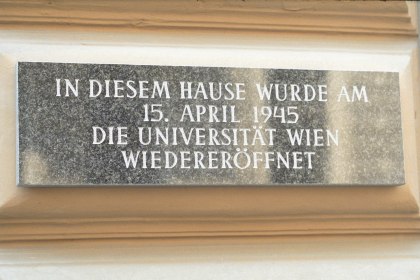 IN DIESEM HAUSE WURDE AM
15. APRIL 1945
DIE UNIVERSITÄT WIEN
WIEDERERÖFFNET